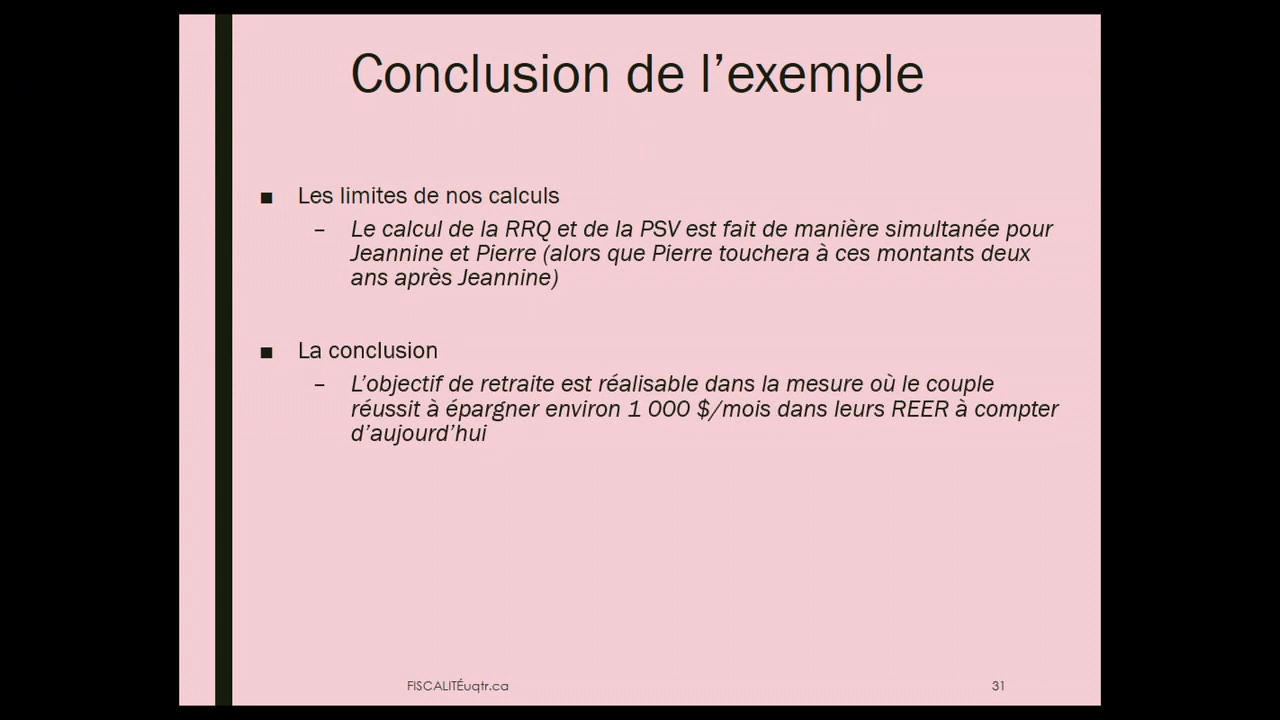 Conclusion de l’exemple
■ Les limites de nos calculs
– Le calcul de la RRQ et de la PSV est fait de manière simultanée pour
Jeannine et Pierre (alors que Pierre touchera à ces montants deux
ans après Jeannine)
■ La conclusion
– L’objectif de retraite est réalisable dans la mesure où le couple
réussit à épargner environ 1 000 $/mois dans leurs REER à compter
d’aujourd’hui
FISCALITÉuqtr.ca
31